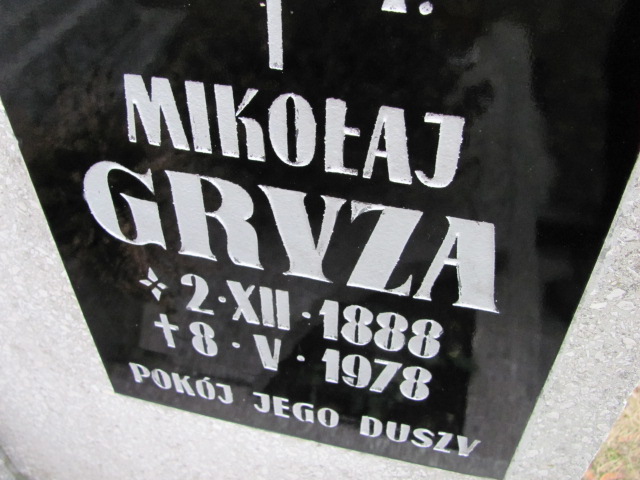 MIKOŁAJ
GRYZA
2·XII·1888
†8·V·1978
POKÓJ JEGO DUSZY